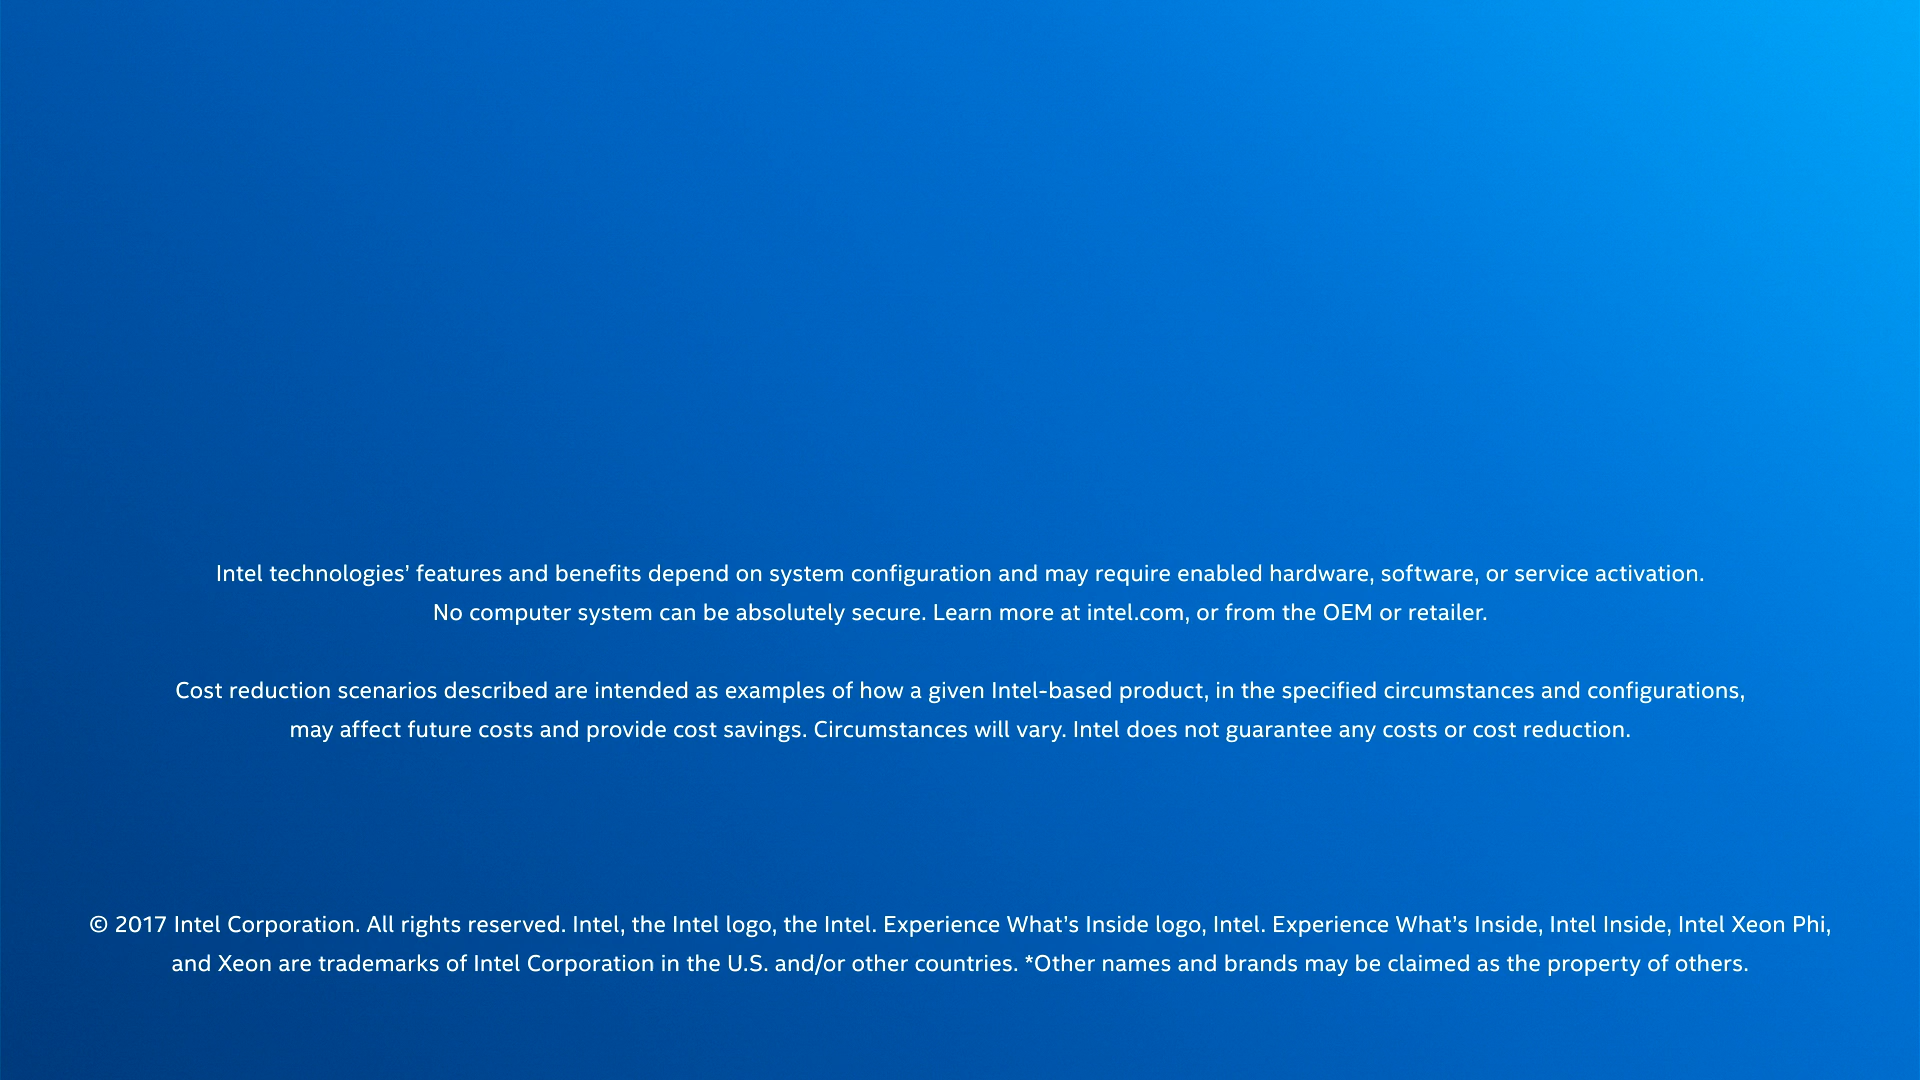 Intel technologies’ features and benefits depend on system configuration and may require enabled hardware, software, or service activation.
No computer system can be absolutely secure. Learn more at intel.com, or from the OEM or retailer.
Cost reduction scenarios described are intended as examples of how a given Intel-based product, in the specified circumstances and configurations,
may affect future costs and provide cost savings. Circumstances will vary. Intel does not guarantee any costs or cost reduction.
© 2017 Intel Corporation. All rights reserved. Intel, the Intel logo, the Intel. Experience What’s Inside logo, Intel. Experience What’s Inside, Intel Inside, Intel Xeon Phi,
and Xeon are trademarks of Intel Corporation in the U.S. and/or other countries. *Other names and brands may be claimed as the property of others.